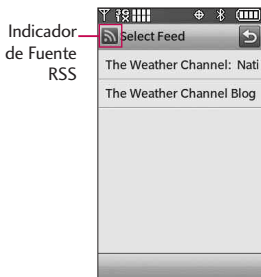 Indicador
de Fuente
RSS
Select Feed
The Weather Channel: Nati
The Weather Channel Blog